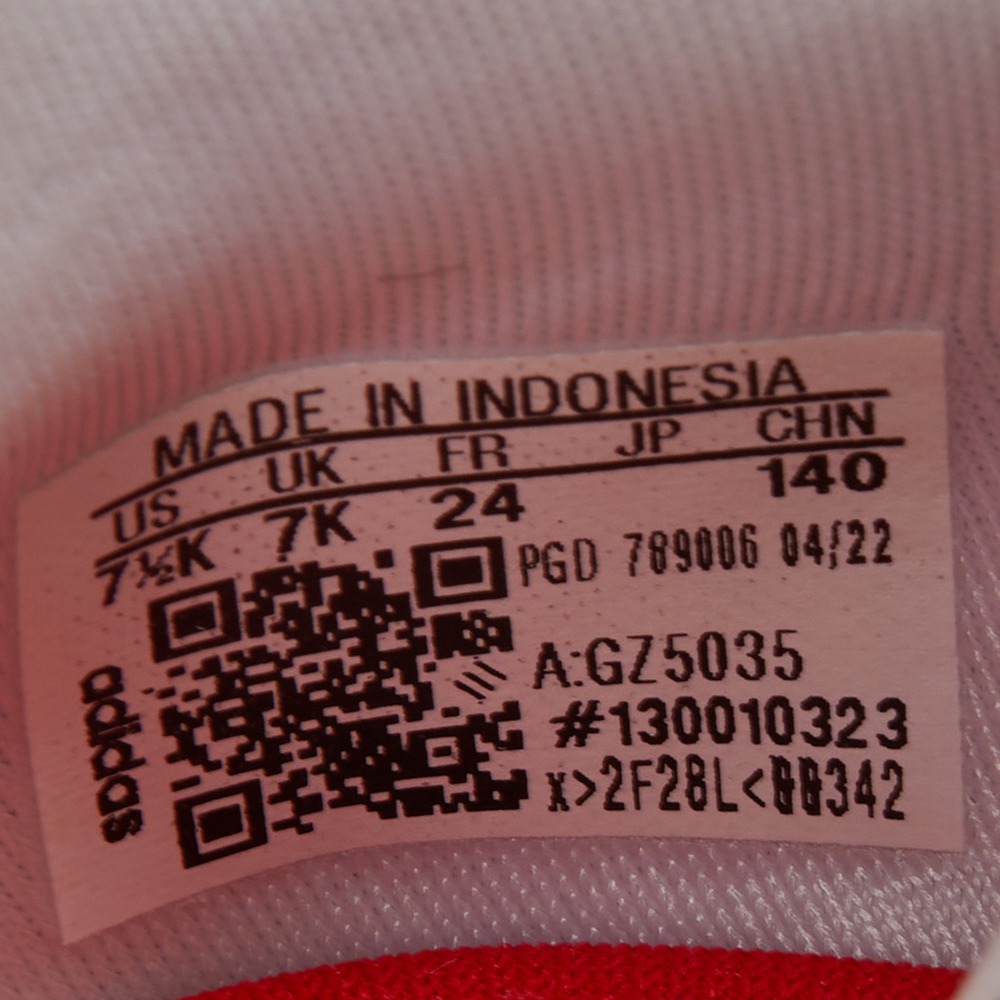 MADE IN INDONESIA
US UK FR JP CHN
7½K 7K 24 140
PGD 789006 04/22
A:GZ5035
#130010323
adidas